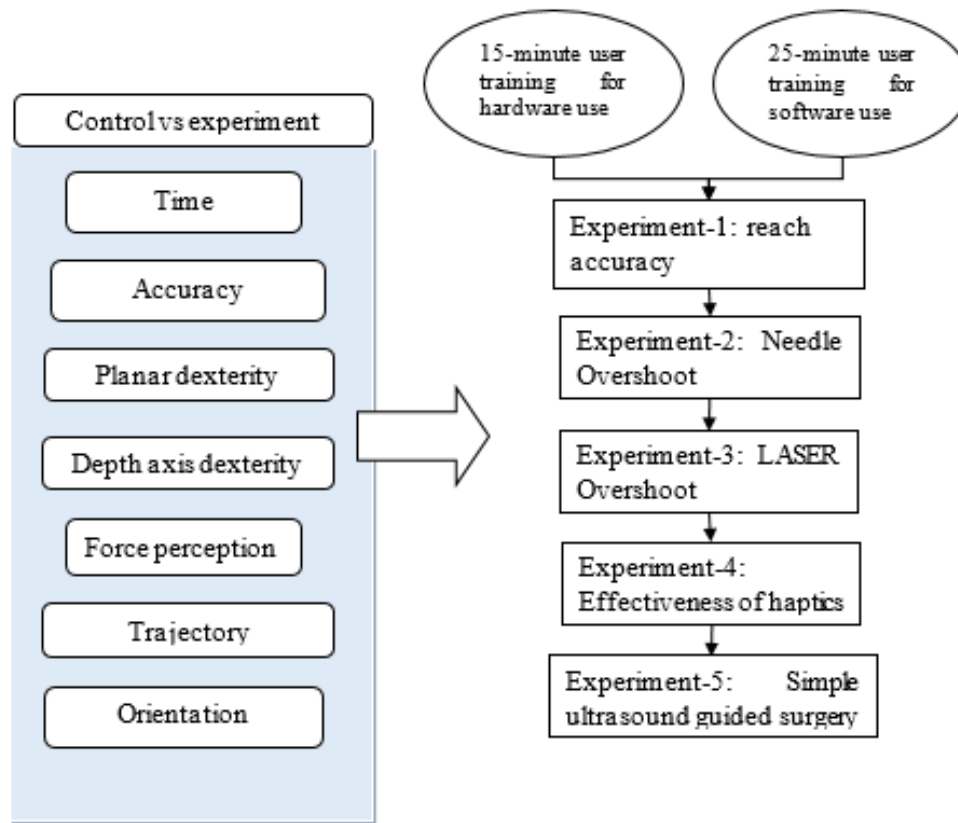 Control vs experiment
Time
Accuracy
Planar dexterity
Depth axis dexterity
Force perception
Trajectory
Orientation
15-minute user
training for
hardware use
25-minute user
training for
software use
Experiment-1: reach
accuracy
Experiment-2: Needle
Overshoot
Experiment-3: LASER
Overshoot
Experiment-4:
Effectiveness of haptics
Experiment-5: Simple
ultrasound guided surgery